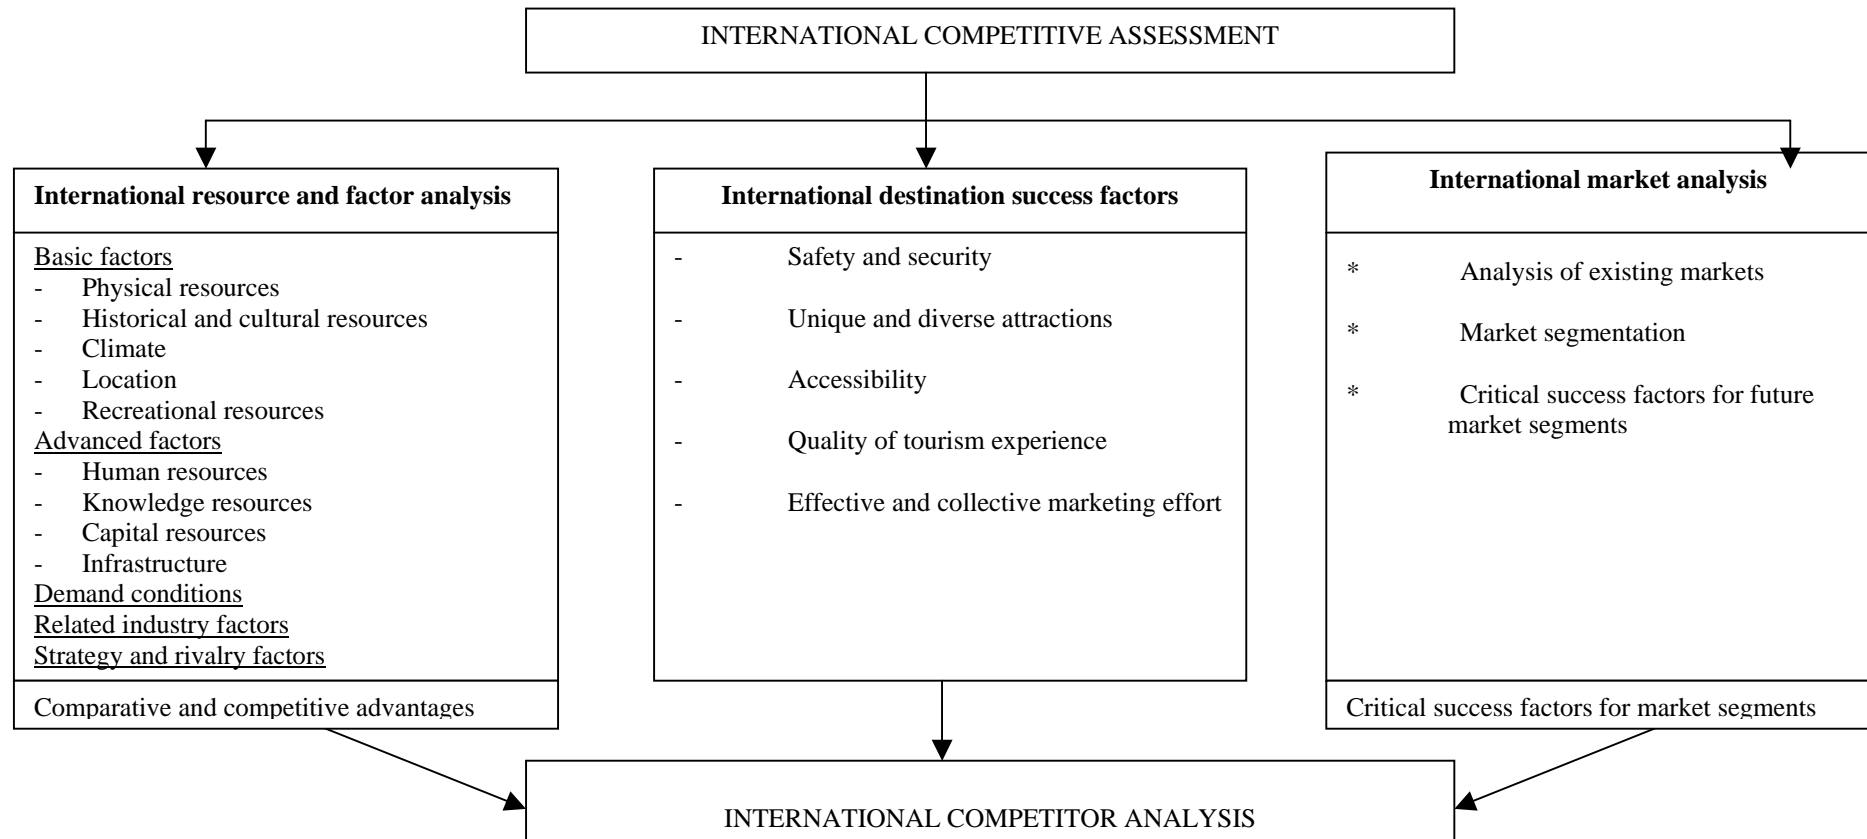 INTERNATIONAL COMPETITIVE ASSESSMENT
International resource and factor analysis
Basic factors
- Physical resources
- Historical and cultural resources
- Climate
- Location
- Recreational resources
Advanced factors
- Human resources
- Knowledge resources
- Capital resources
- Infrastructure
Demand conditions
Related industry factors
Strategy and rivalry factors
Comparative and competitive advantages
International destination success factors
- Safety and security
- Unique and diverse attractions
- Accessibility
- Quality of tourism experience
- Effective and collective marketing effort
International market analysis
* Analysis of existing markets
* Market segmentation
* Critical success factors for future
market segments
Critical success factors for market segments
INTERNATIONAL COMPETITOR ANALYSIS